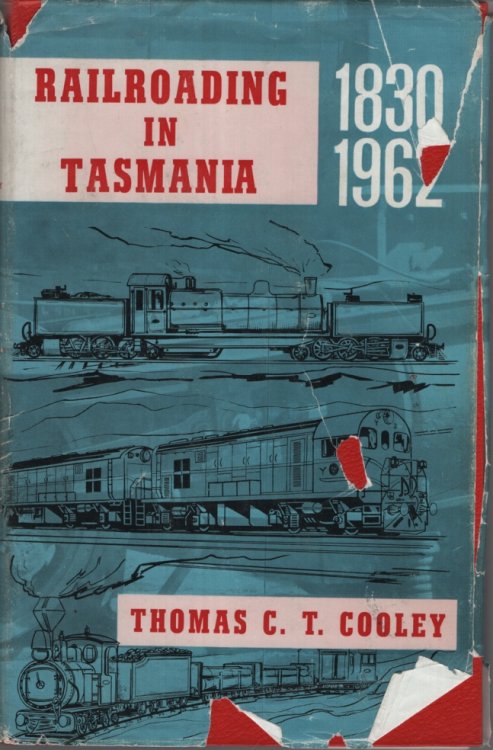 RAILROADING
IN
TASMANIA
1830
1962
THOMAS C. T. COOLEY